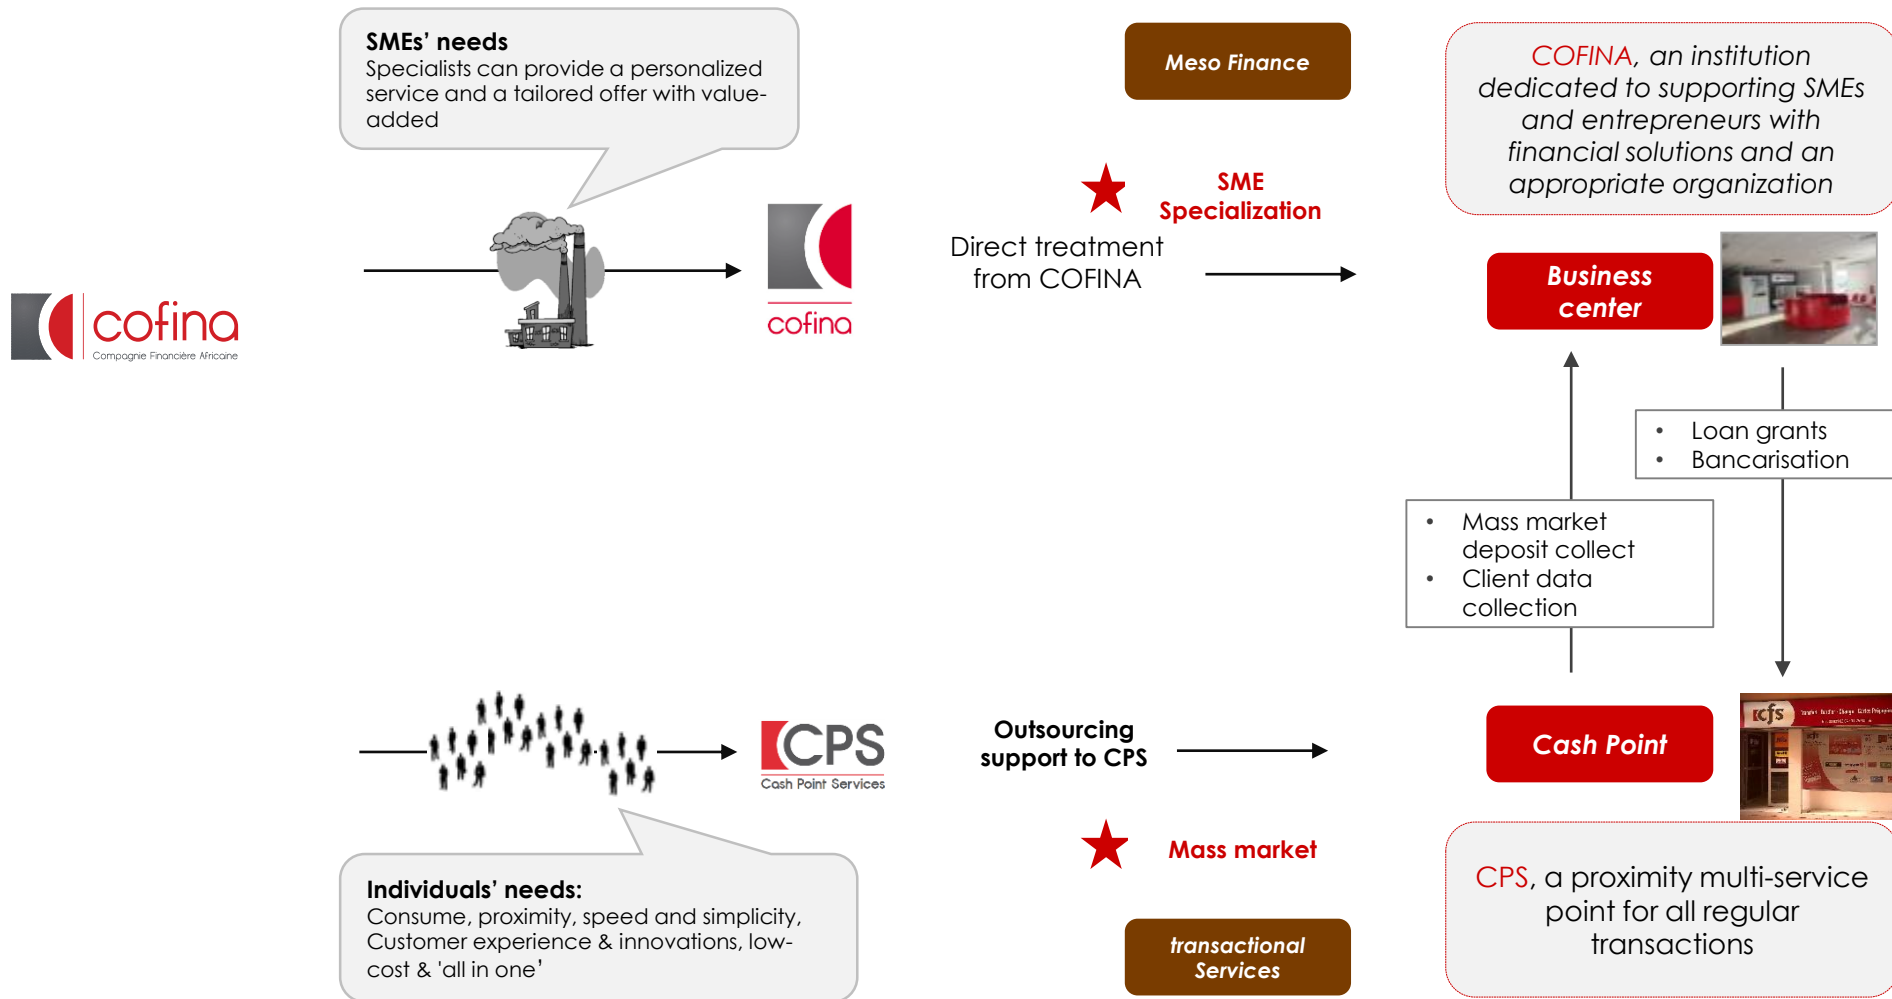 SMEs’ needs
Specialists can provide a personalized
service and a tailored offer with value-
added
Meso Finance
COFINA, an institution
dedicated to supporting SMEs
and entrepreneurs with
financial solutions and an
appropriate organization
SME
Specialization
Direct treatment
from COFINA
cofina
Business
center
cofina
Compagnie Financière Africaine
• Loan grants
• Bancarisation
• Mass market
deposit collect
• Client data
collection
CPS
Cash Point Services
Outsourcing
support to CPS
Cash Point
cfs
Mass market
Individuals’ needs:
Consume, proximity, speed and simplicity,
Customer experience & innovations, low-
cost & 'all in one’
transactional
Services
CPS, a proximity multi-service
point for all regular
transactions